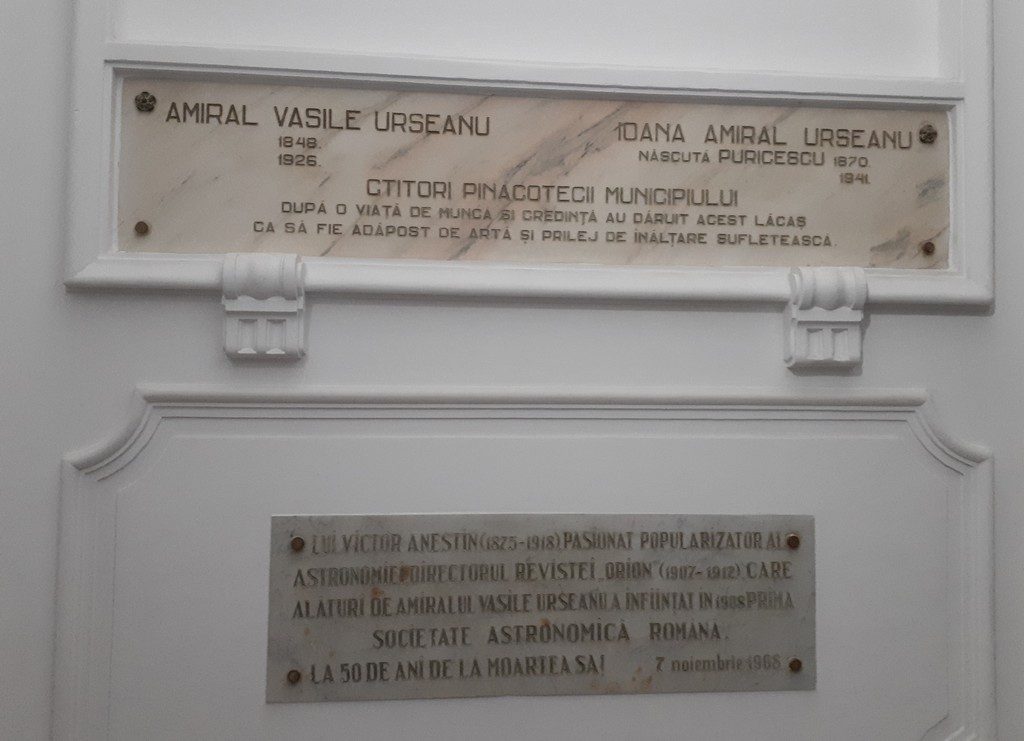 AMIRAL VASILE URSEANU
1848.
1926.
IOANA AMIRAL URSEANU
NĂSCUTĂ PURICESCU 1870.
1941.
CTITORI PINACOTECII MUNICIPIULUI
DUPĂ O VIAȚĂ DE MUNCĂ ȘI CREDINȚĂ AU DĂRUIT ACEST LĂCAȘ
CA SĂ FIE ADĂPOST DE ARTĂ ȘI PRILEJ DE ÎNĂLȚARE SUFLETEASCĂ.
LUI VICTOR ANESTIN (1875-1918) PASIONAT POPULARIZATOR AL
ASTRONOMIEI, DIRECTORUL REVISTEI „ORION” (1907-1912) CARE
ALĂTURI DE AMIRALUL VASILE URSEANU A ÎNFIINȚAT IN 1908 PRIMA
SOCIETATE ASTRONOMICĂ ROMANA.
LA 50 DE ANI DE LA MOARTEA SA! 7 noiembrie 1968